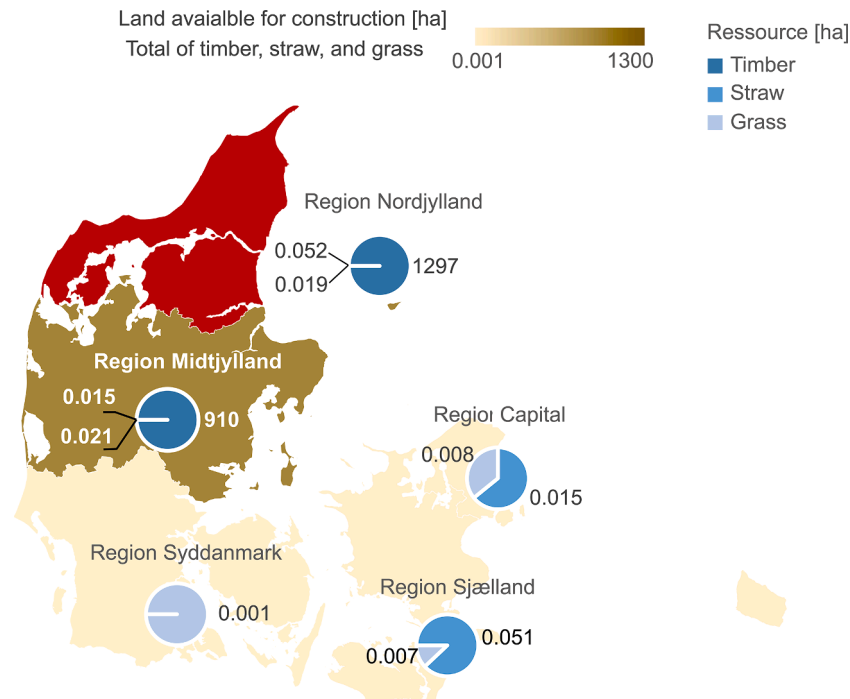 Land avaialble for construction [ha]
Total of timber, straw, and grass
0.001
1300
Ressource [ha]
Timber
Straw
Grass
Region Nordjylland
0.052
0.019
1297
Region Midtjylland
0.015
0.021
910
Region Capital
0.008
0.015
Region Syddanmark
0.001
Region Sjælland
0.051
0.007